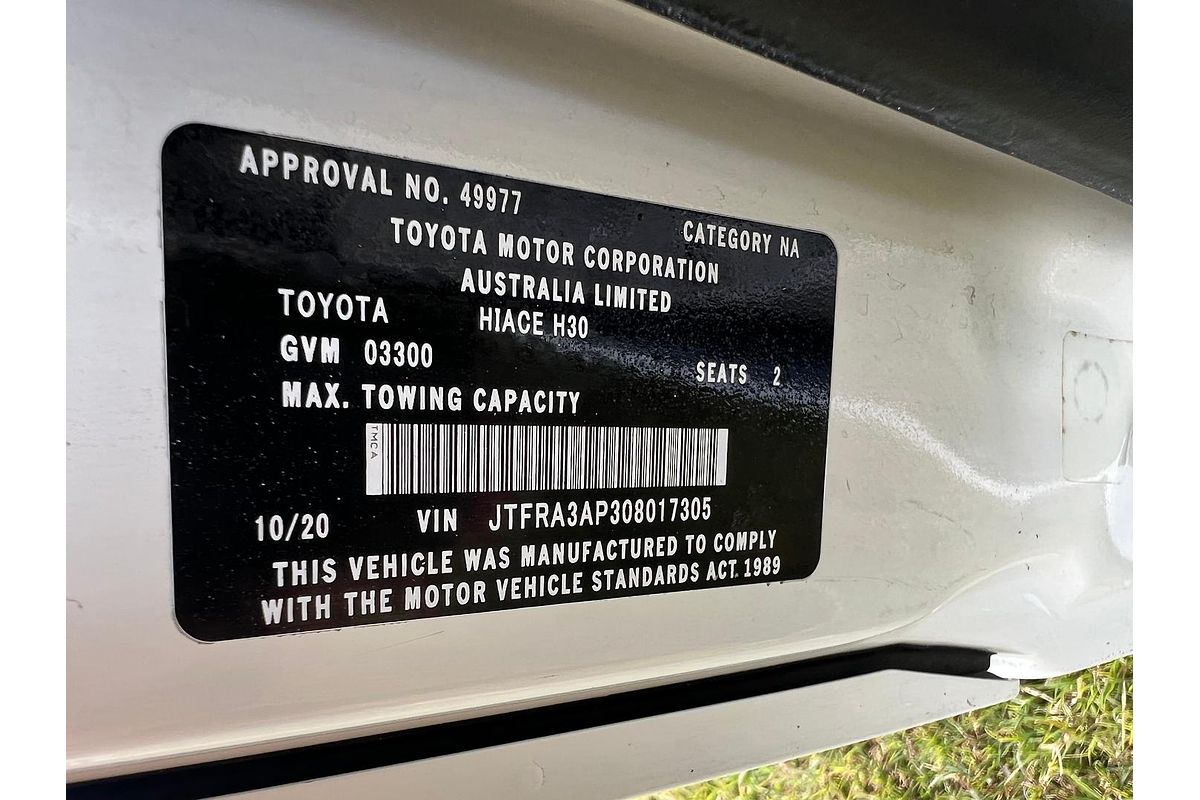 APPROVAL NO. 49977
CATEGORY NA
TOYOTA MOTOR CORPORATION
AUSTRALIA LIMITED
TOYOTA HIACE H30
GVM 03300
SEATS 2
MAX. TOWING CAPACITY
TMCA
10/20 VIN JTFRA3AP308017305
THIS VEHICLE WAS MANUFACTURED TO COMPLY
WITH THE MOTOR VEHICLE STANDARDS ACT. 1989